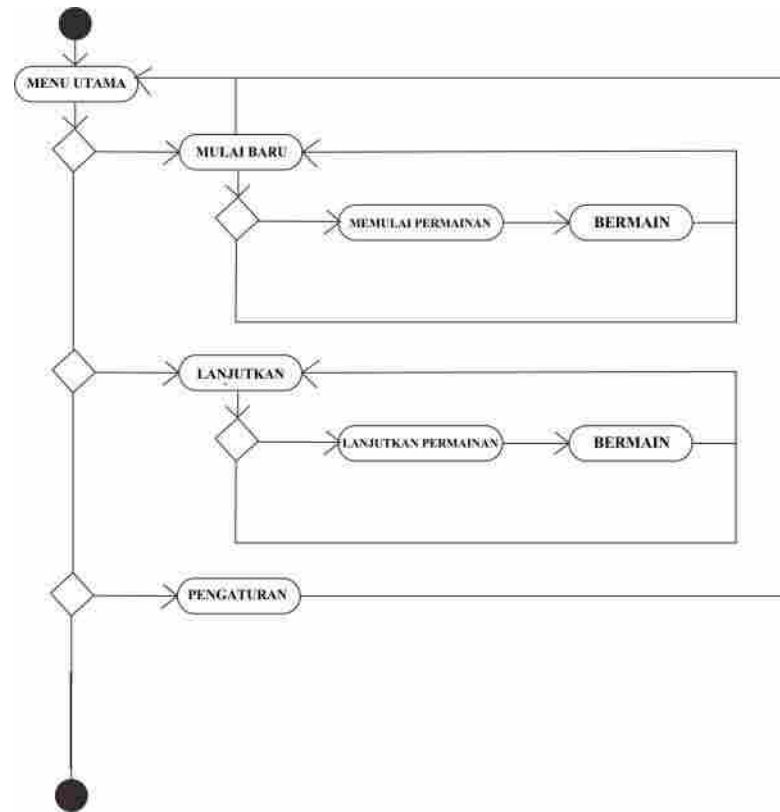 MENU UTAMA
MULAI BARU
MEMULAI PERMAINAN
BERMAIN
LANJUTKAN
LANJUTKAN PERMAINAN
BERMAIN
PENGATURAN